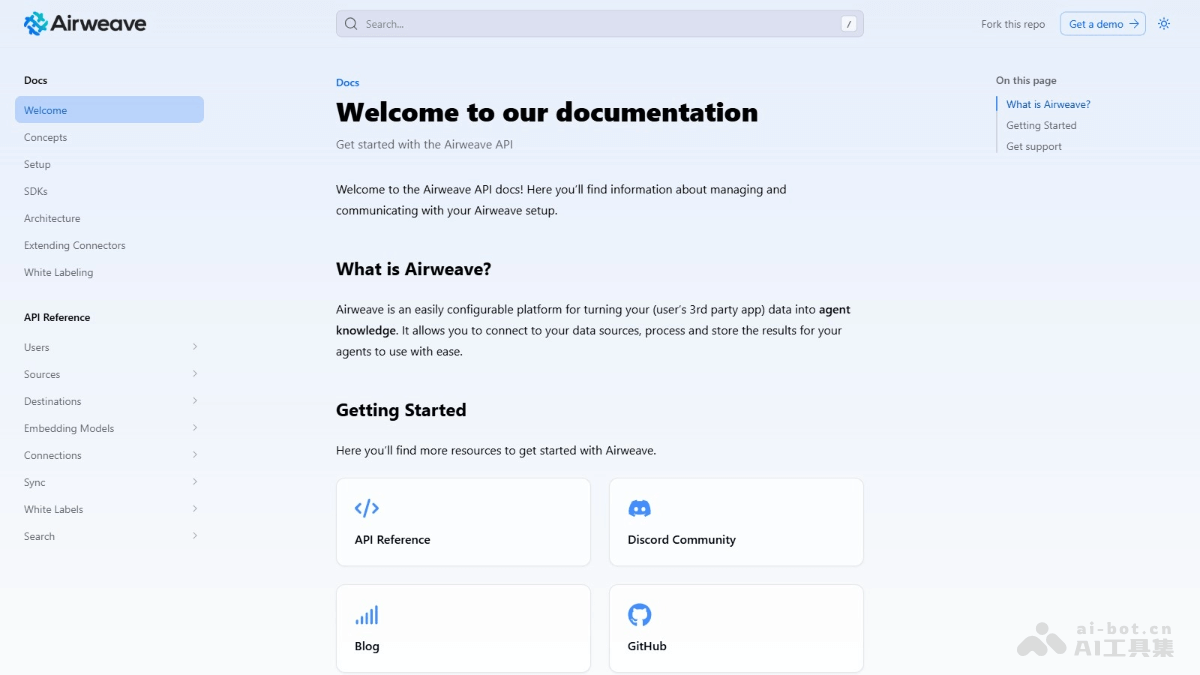 Airweave
Search...
/
Fork this repo
Get a demo
Docs
Welcome
Concepts
Setup
SDKs
Architecture
Extending Connectors
White Labeling
API Reference
Users
Sources
Destinations
Embedding Models
Connections
Sync
White Labels
Search
Docs
Welcome to our documentation
Get started with the Airweave API
Welcome to the Airweave API docs! Here you’ll find information about managing and
communicating with your Airweave setup.
What is Airweave?
Airweave is an easily configurable platform for turning your (user’s 3rd party app) data into agent
knowledge. It allows you to connect to your data sources, process and store the results for your
agents to use with ease.
Getting Started
Here you’ll find more resources to get started with Airweave.
API Reference
Discord Community
Blog
GitHub
On this page
What is Airweave?
Getting Started
Get support
ai-bot.cn
AI工具集